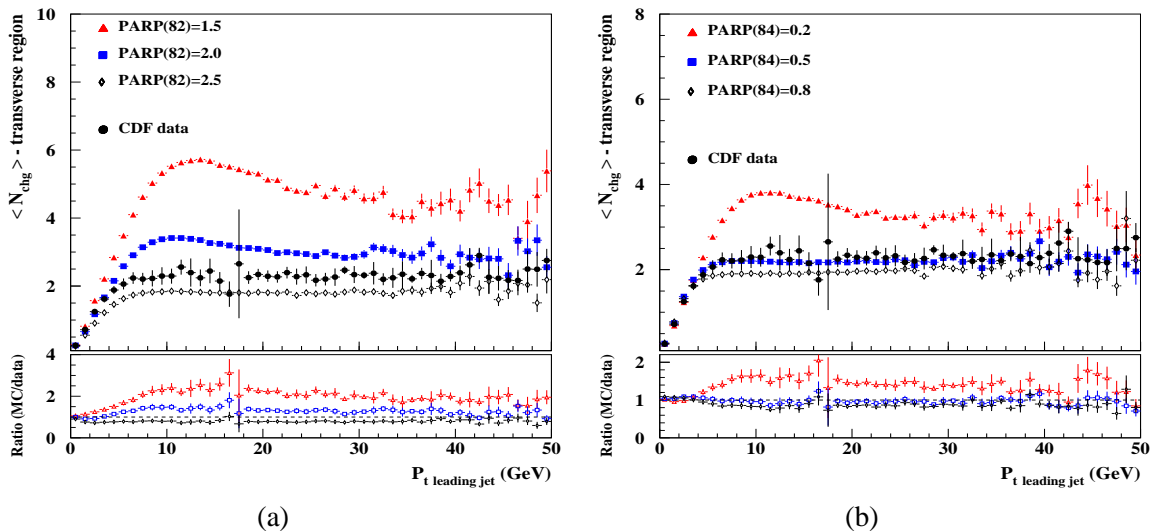 < N_chg > - transverse region
10
8
6
4
2
PARP(82)=1.5
PARP(82)=2.0
PARP(82)=2.5
CDF data
Ratio (MC/data)
4
2
0
0 10 20 30 40 50
P_t leading jet (GeV)
(a)
< N_chg > - transverse region
8
6
4
2
PARP(84)=0.2
PARP(84)=0.5
PARP(84)=0.8
CDF data
Ratio (MC/data)
2
1
0
0 10 20 30 40 50
P_t leading jet (GeV)
(b)